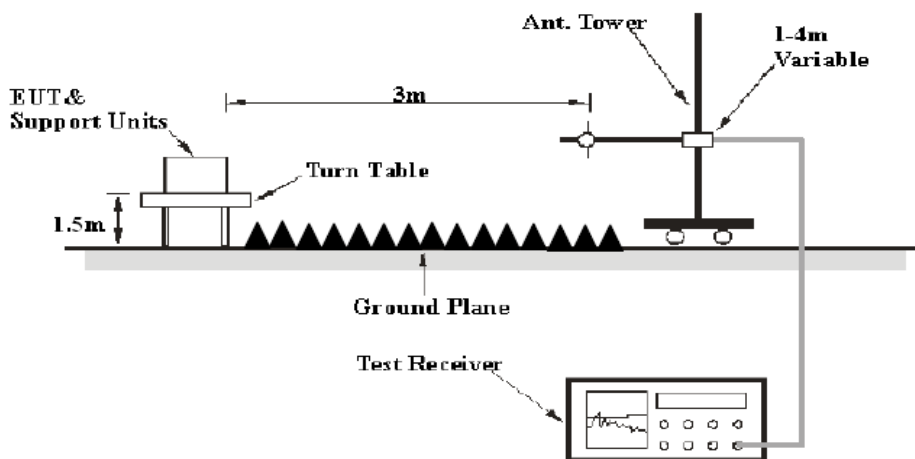 Ant. Tower
1-4m
Variable
EUT&
Support Units
3m
Turn Table
1.5m
Ground Plane
Test Receiver